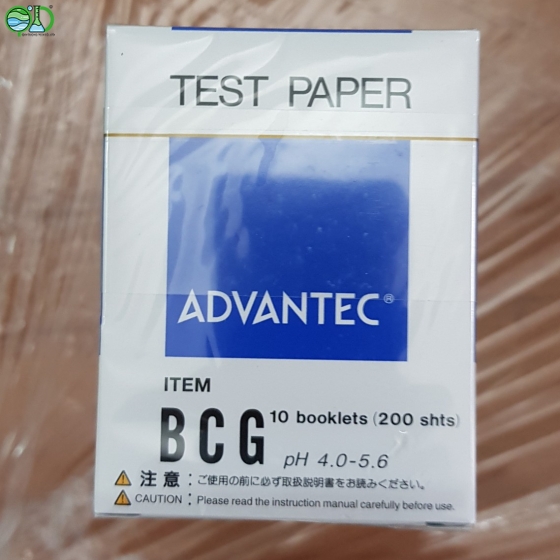 TEST PAPER
ADVANTEC®
ITEM
BCG 10 booklets (200 shts)
pH 4.0-5.6
注意：ご使用の前に必ず取扱説明書をお読みください。
CAUTION : Please read the instruction manual carefully before use.